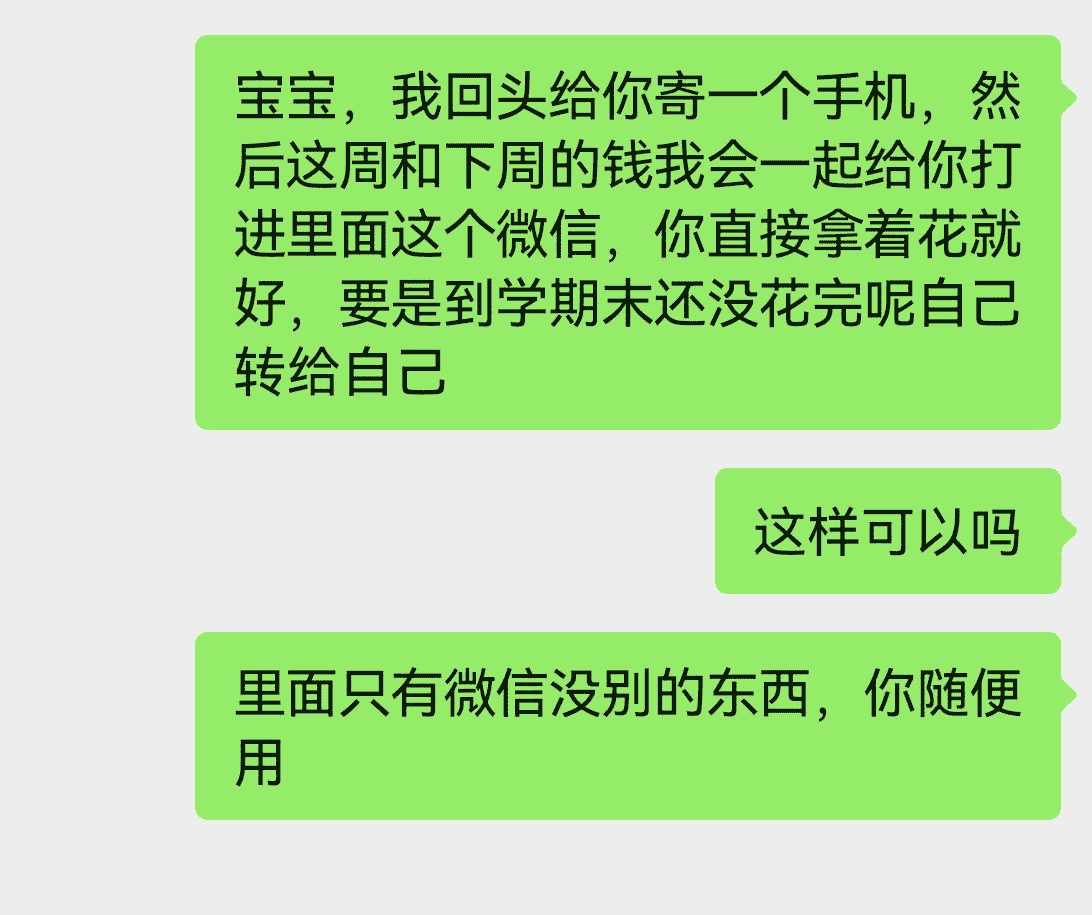 宝宝，我回头给你寄一个手机，然
后这周和下周的钱我会一起给你打
进里面这个微信，你直接拿着花就
好，要是到学期末还没花完呢自己
转给自己
这样可以吗
里面只有微信没别的东西，你随便
用